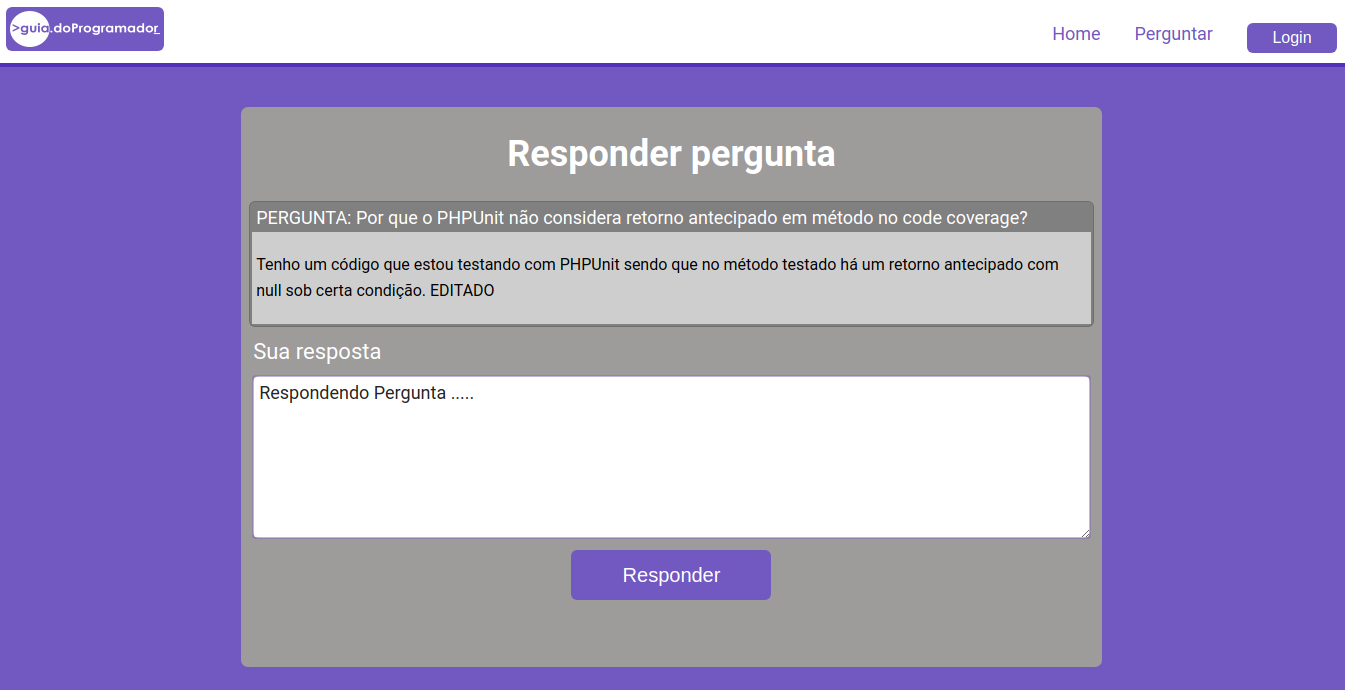 >guia.doProgramador_
Home
Perguntar
Login
Responder pergunta
PERGUNTA: Por que o PHPUnit não considera retorno antecipado em método no code coverage?
Tenho um código que estou testando com PHPUnit sendo que no método testado há um retorno antecipado com
null sob certa condição. EDITADO
Sua resposta
Respondendo Pergunta .....
Responder